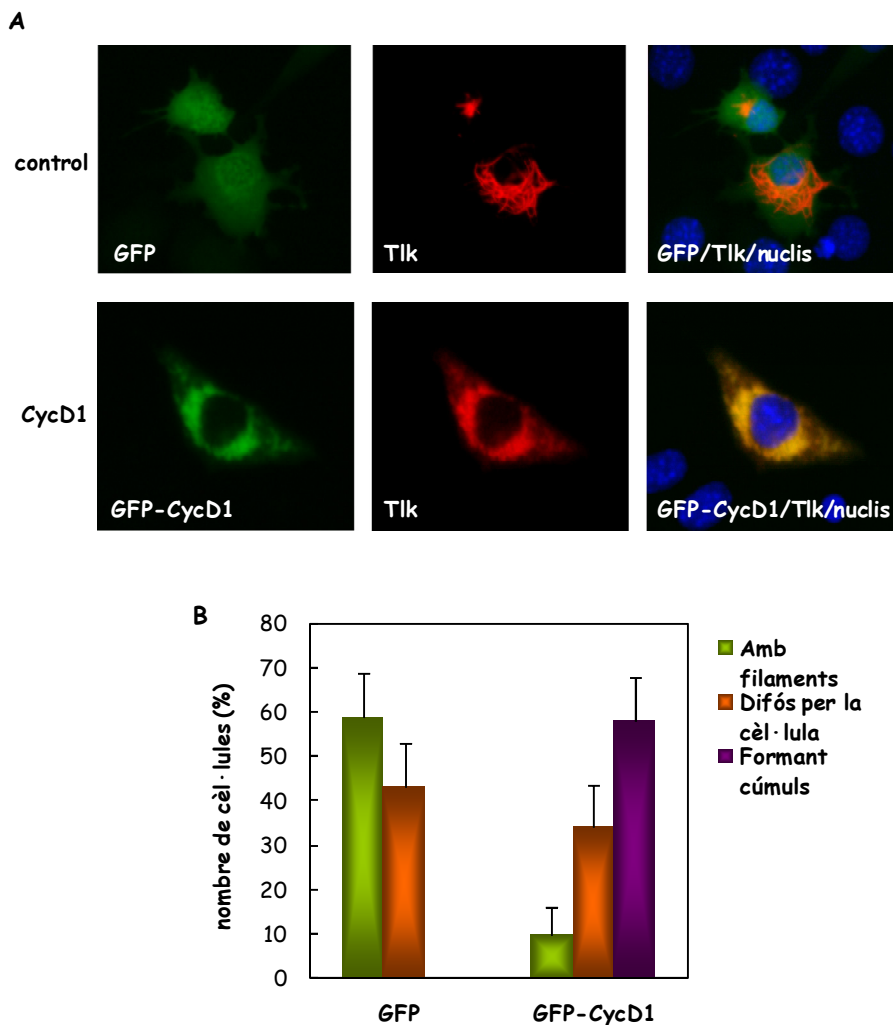 A
control
GFP
Tlk
GFP/Tlk/nuclis
CycD1
GFP-CycD1
Tlk
GFP-CycD1/Tlk/nuclis
B
nombre de cèl·lules (%)
80
70
60
50
40
30
20
10
0
GFP
GFP-CycD1
Amb
filaments
Difós per la
cèl·lula
Formant
cúmuls